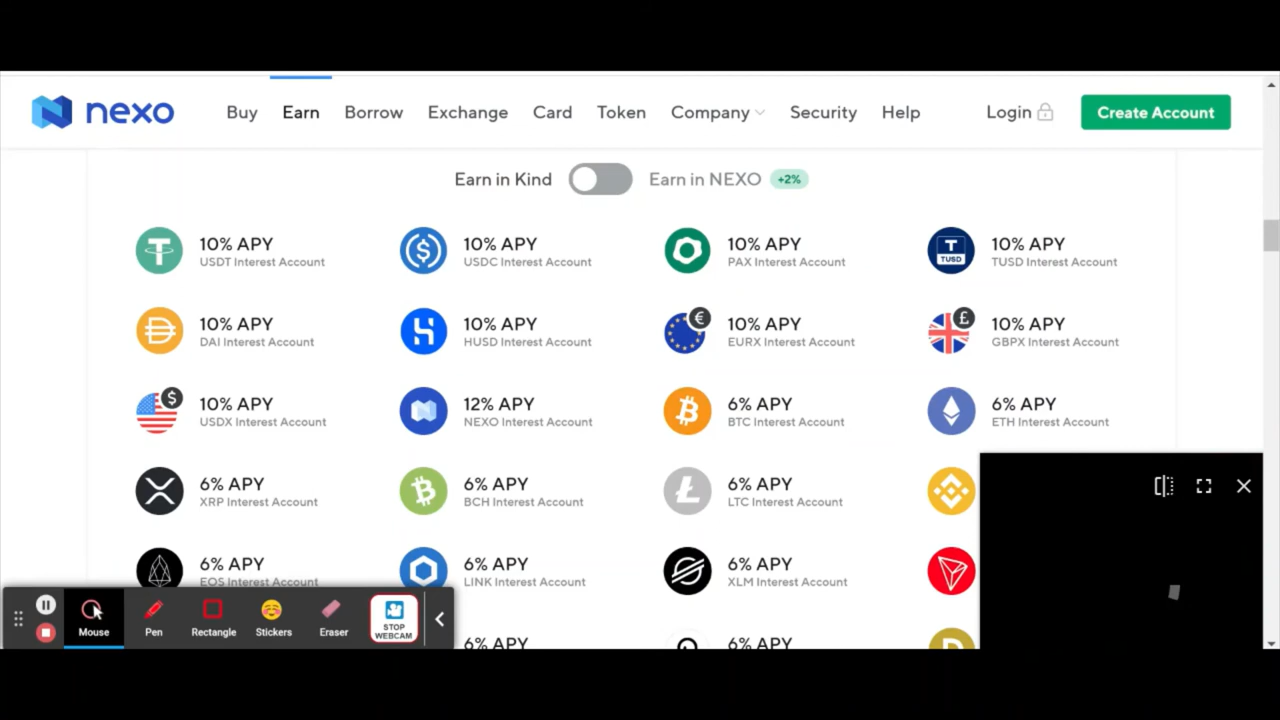 nexo Buy Earn Borrow Exchange Card Token Company Security Help Login Create Account
Earn in Kind Earn in NEXO +2%
10% APY 10% APY 10% APY 10% APY
USDT Interest Account USDC Interest Account PAX Interest Account TUSD Interest Account
TUSD
10% APY 10% APY 10% APY 10% APY
DAI Interest Account HUSD Interest Account EURX Interest Account GBPX Interest Account
10% APY 12% APY 6% APY 6% APY
USDX Interest Account NEXO Interest Account BTC Interest Account ETH Interest Account
6% APY 6% APY 6% APY
XRP Interest Account BCH Interest Account LTC Interest Account
6% APY 6% APY 6% APY
EOS Interest Account LINK Interest Account XLM Interest Account
6% APY 6% APY
Mouse Pen Rectangle Stickers Eraser STOP
WEBCAM